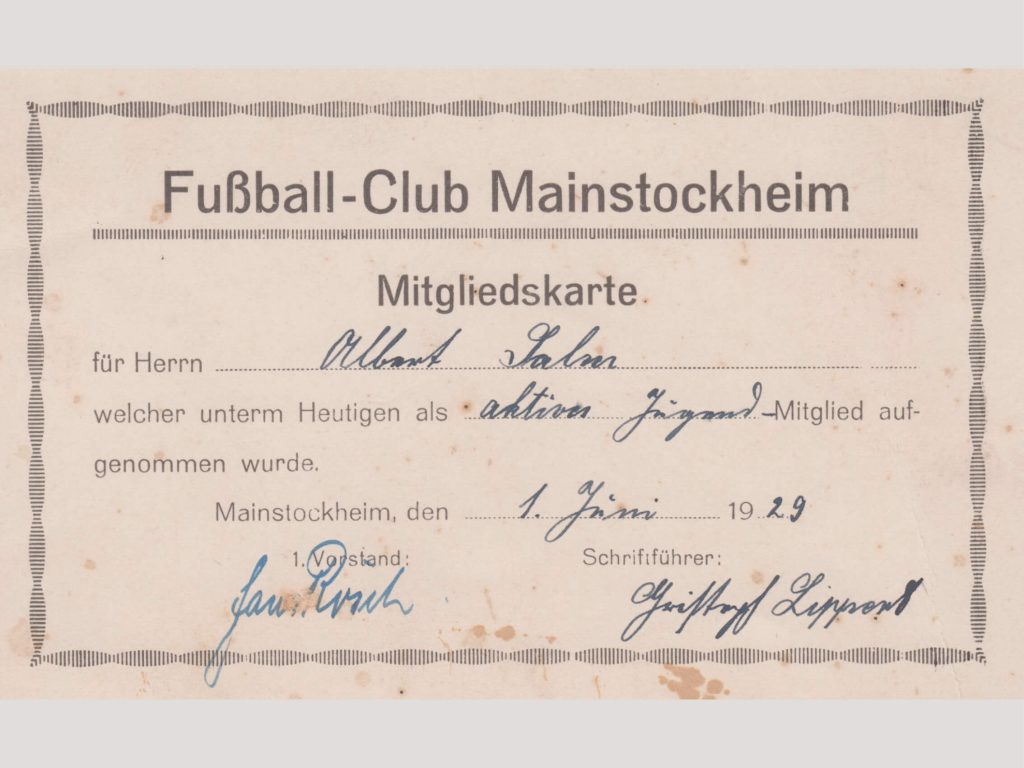 Fußball-Club Mainstockheim
Mitgliedskarte
für Herrn Albert Salm
welcher unterm Heutigen als aktives Jugend-Mitglied auf-
genommen wurde.
Mainstockheim, den 1. Juni 1929
1. Vorstand: Schriftführer:
Lippert